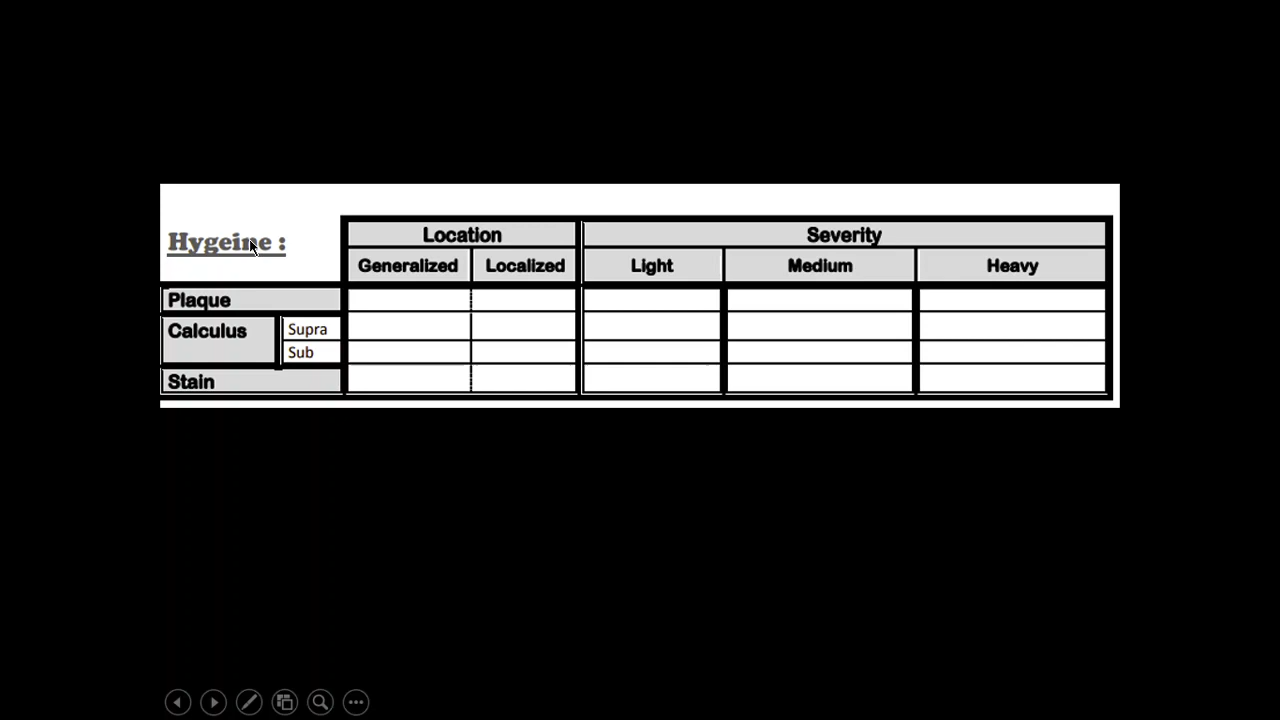 Hygeine :
Location Severity
Generalized Localized Light Medium Heavy
Plaque
Calculus Supra
Sub
Stain